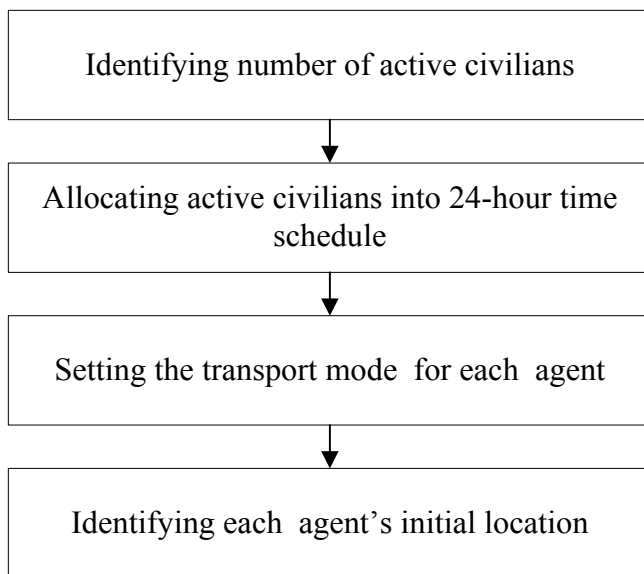 Identifying number of active civilians
Allocating active civilians into 24-hour time
schedule
Setting the transport mode  for each  agent
Identifying each  agent’s initial location